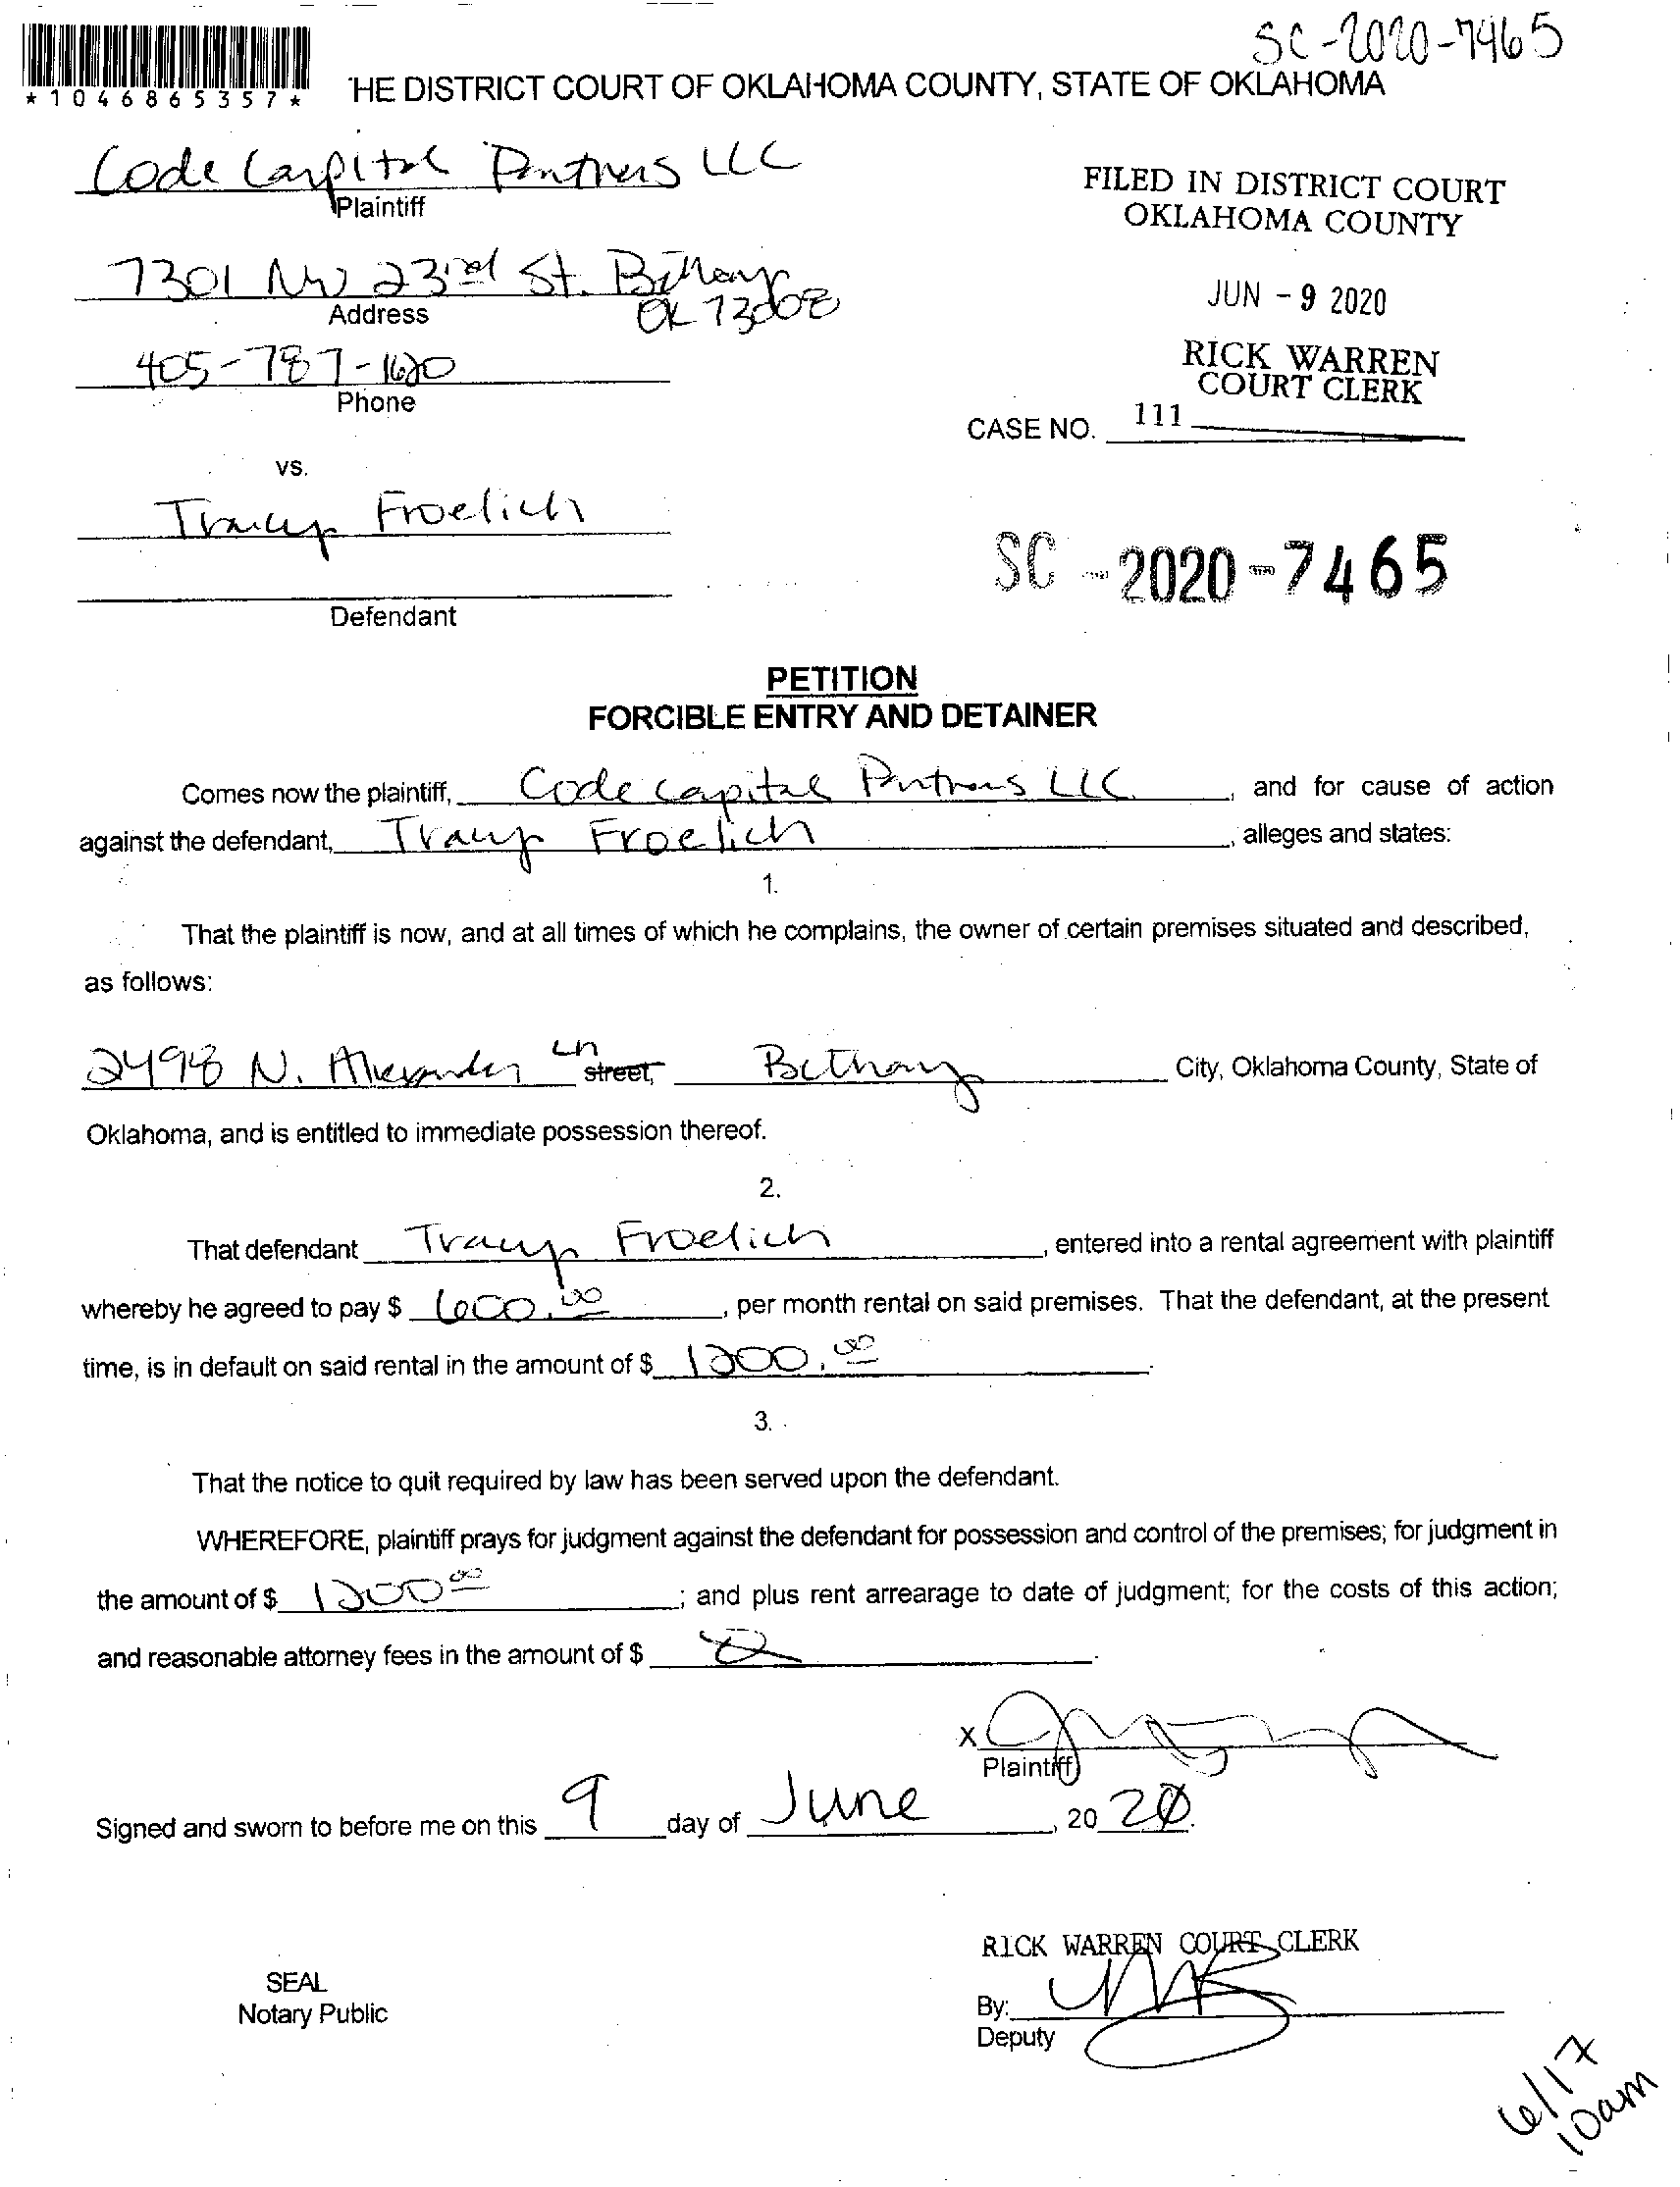 SC-2020-7465
*1046865357*
'HE DISTRICT COURT OF OKLAHOMA COUNTY, STATE OF OKLAHOMA
Code Capital Partners LLC
Plaintiff
FILED IN DISTRICT COURT
OKLAHOMA COUNTY
7301 NW 23rd St. Bethany
OK 73008
Address
JUN - 9 2020
405-787-1620
Phone
RICK WARREN
COURT CLERK
CASE NO. 111
vs.
Tracy Froelich
SC - 2020 - 7465
Defendant
PETITION
FORCIBLE ENTRY AND DETAINER
Comes now the plaintiff, Code Capital Partners LLC, and for cause of action
against the defendant, Tracy Froelich, alleges and states:
1.
That the plaintiff is now, and at all times of which he complains, the owner of certain premises situated and described,
as follows:
2498 N. Alexander Ln street, Bethany City, Oklahoma County, State of
Oklahoma, and is entitled to immediate possession thereof.
2.
That defendant Tracy Froelich, entered into a rental agreement with plaintiff
whereby he agreed to pay $ 600.00, per month rental on said premises. That the defendant, at the present
time, is in default on said rental in the amount of $ 1200.00.
3.
That the notice to quit required by law has been served upon the defendant.
WHEREFORE, plaintiff prays for judgment against the defendant for possession and control of the premises; for judgment in
the amount of $ 1200 00; and plus rent arrearage to date of judgment; for the costs of this action;
and reasonable attorney fees in the amount of $ 0.
X
Plaintiff
Signed and sworn to before me on this 9 day of June, 20 20.
RICK WARREN COURT CLERK
SEAL
Notary Public
By:
Deputy
6/17
10am